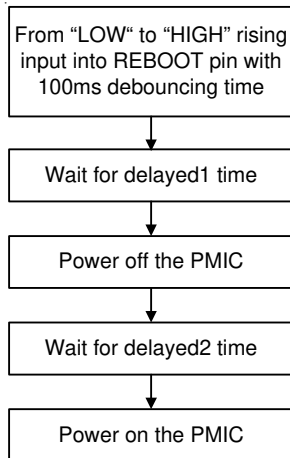 From “LOW“ to “HIGH” rising
input into REBOOT pin with
100ms debouncing time
Wait for delayed1 time
Power off the PMIC
Wait for delayed2 time
Power on the PMIC